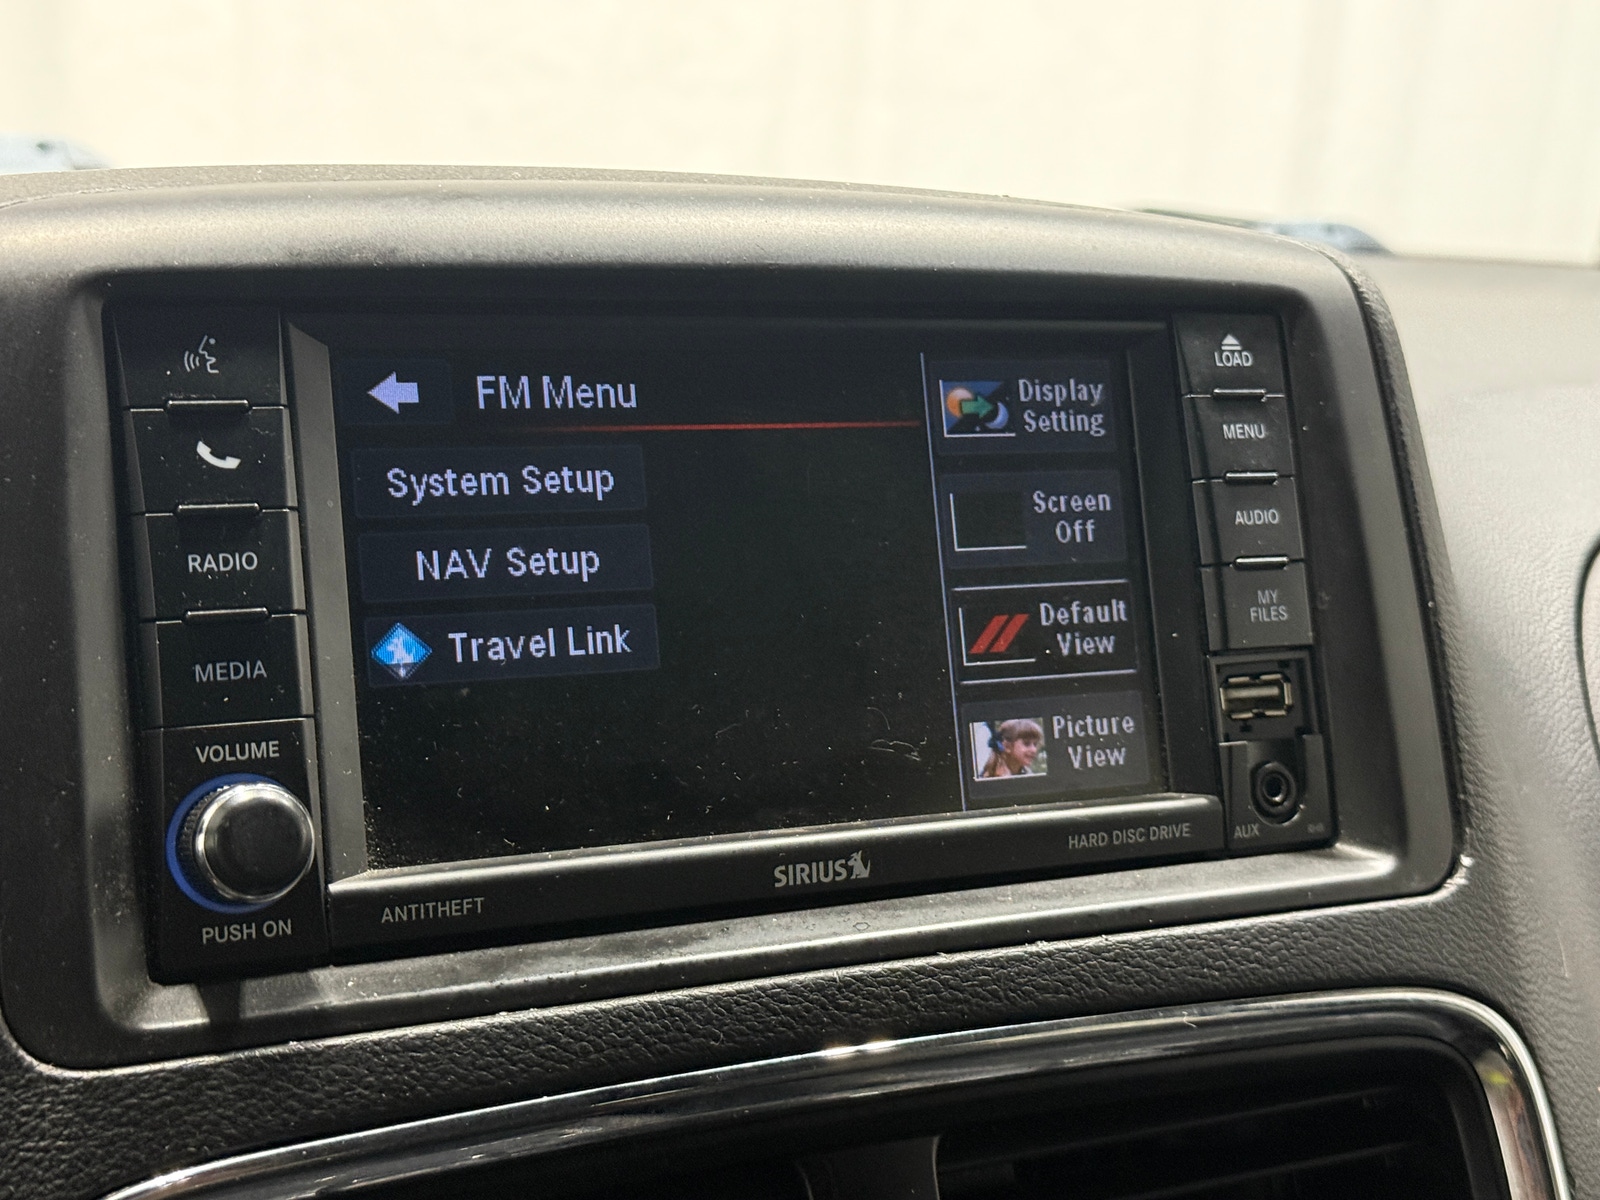 FM Menu
System Setup
NAV Setup
Travel Link
Display
Setting
Screen
Off
Default
View
Picture
View
RADIO
MEDIA
VOLUME
PUSH ON
LOAD
MENU
AUDIO
MY
FILES
AUX
ANTITHEFT
SIRIUS
HARD DISC DRIVE